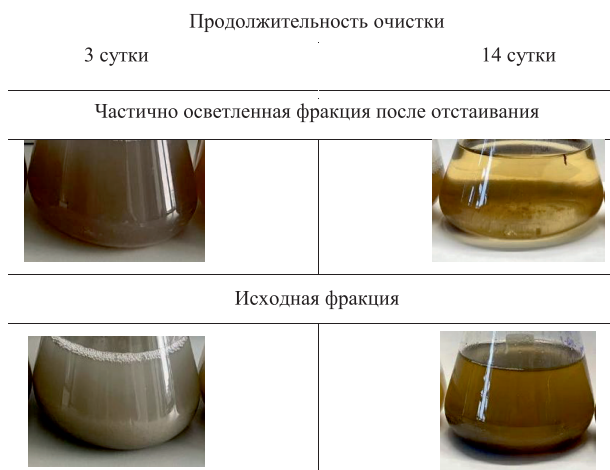 Продолжительность очистки
3 сутки
14 сутки
Частично осветленная фракция после отстаивания
Исходная фракция